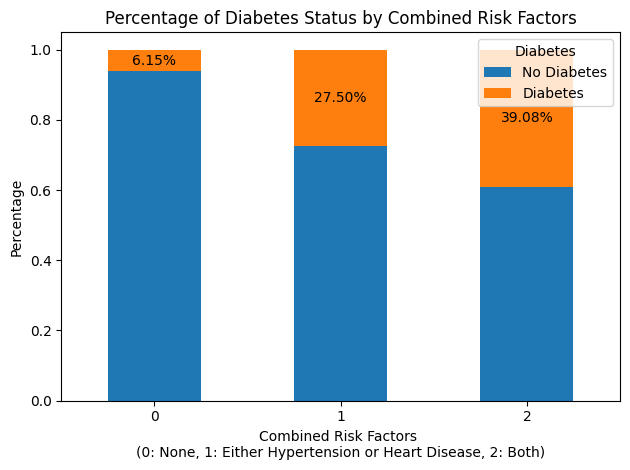 Percentage of Diabetes Status by Combined Risk Factors
Diabetes
No Diabetes
Diabetes
6.15%
27.50%
39.08%
1.0
0.8
0.6
0.4
0.2
0.0
Percentage
0
1
2
Combined Risk Factors
(0: None, 1: Either Hypertension or Heart Disease, 2: Both)